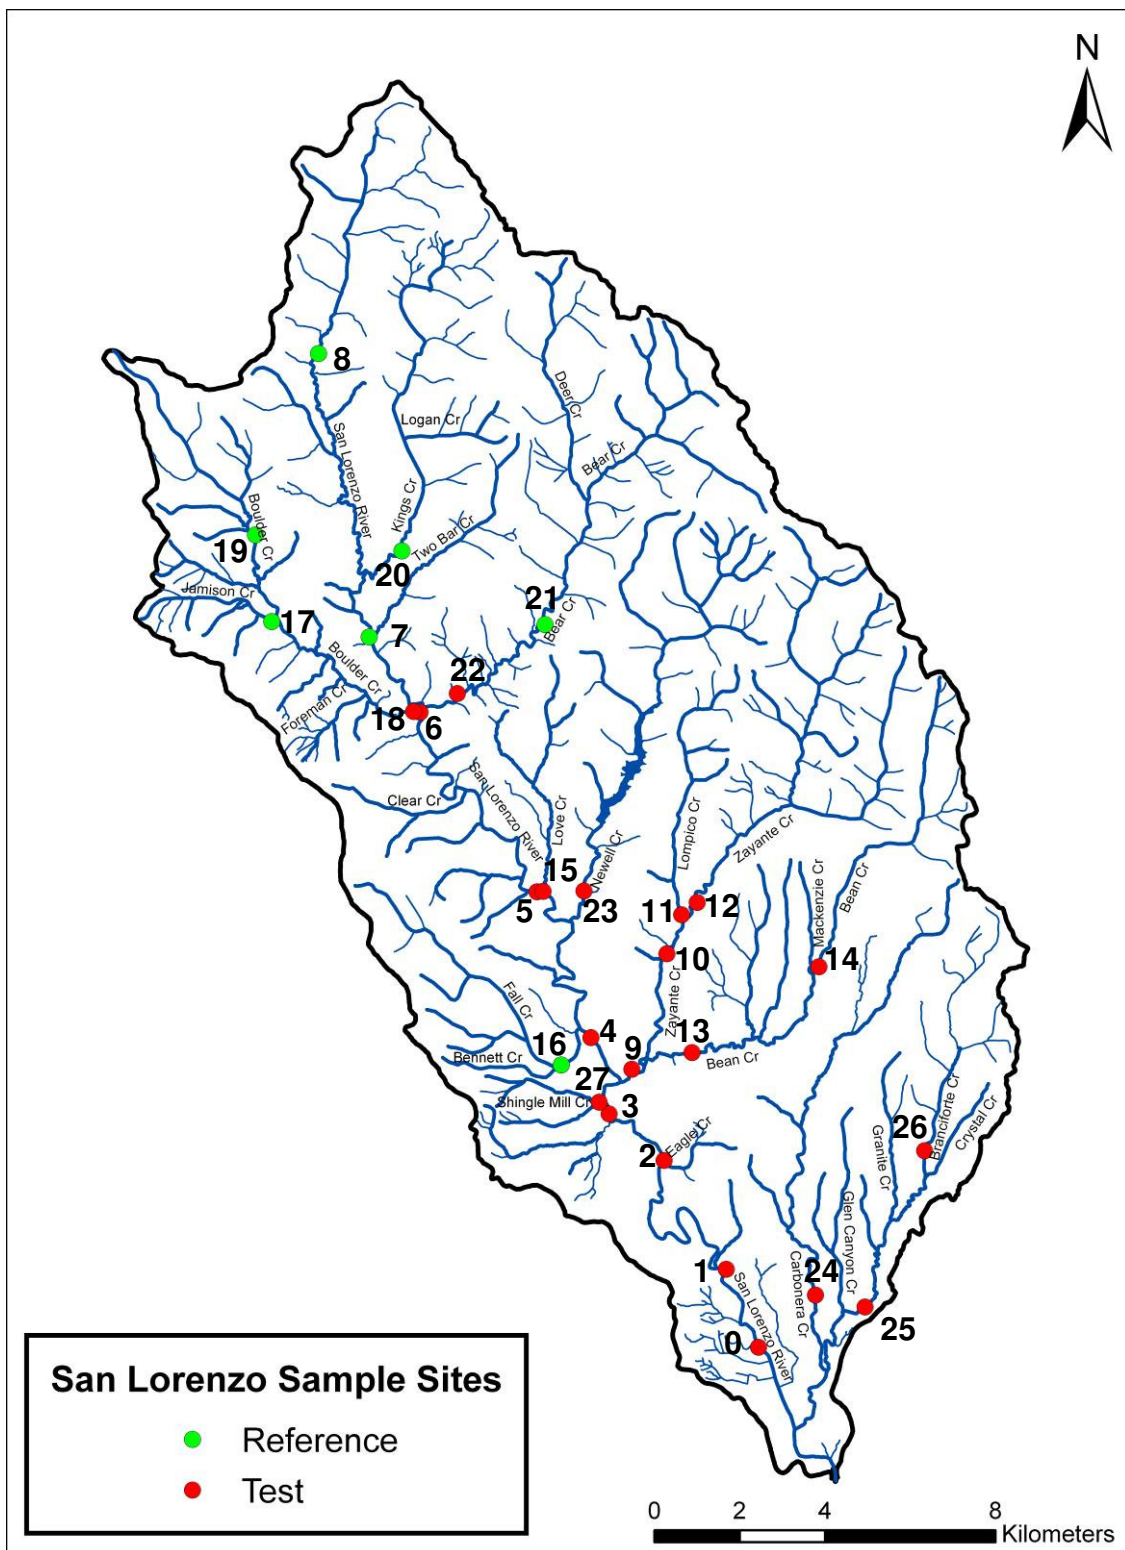 N
8
Deer Cr
Logan Cr
San Lorenzo River
Bear Cr
Kings Cr
Boulder Cr
Two Bar Cr
19
20
Jamison Cr
21
17
Bear Cr
7
Boulder Cr
22
Foreman Cr
18
6
San Lorenzo River
Clear Cr
Love Cr
Lompico Cr
Zayante Cr
Newell Cr
15
Mackenzie Cr
Bean Cr
5
23
11
12
10
14
Fall Cr
Zayante Cr
4
13
16
Bennett Cr
9
Bean Cr
27
Shingle Mill Cr
3
Branciforte Cr
Crystal Cr
26
Eagle Cr
Granite Cr
2
Glen Canyon Cr
1
24
Carbonera Cr
San Lorenzo River
25
0
San Lorenzo Sample Sites
Reference
Test
0 2 4 8
Kilometers